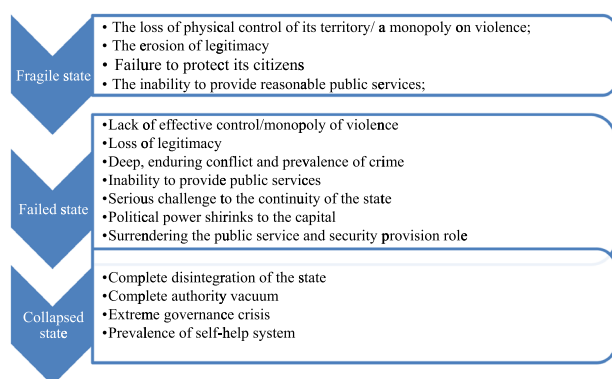 Fragile state
• The loss of physical control of its territory/ a monopoly on violence;
• The erosion of legitimacy
• Failure to protect its citizens
• The inability to provide reasonable public services;
Failed state
•Lack of effective control/monopoly of violence
•Loss of legitimacy
•Deep, enduring conflict and prevalence of crime
•Inability to provide public services
•Serious challenge to the continuity of the state
•Political power shrinks to the capital
•Surrendering the public service and security provision role
Collapsed
state
•Complete disintegration of the state
•Complete authority vacuum
•Extreme governance crisis
•Prevalence of self-help system